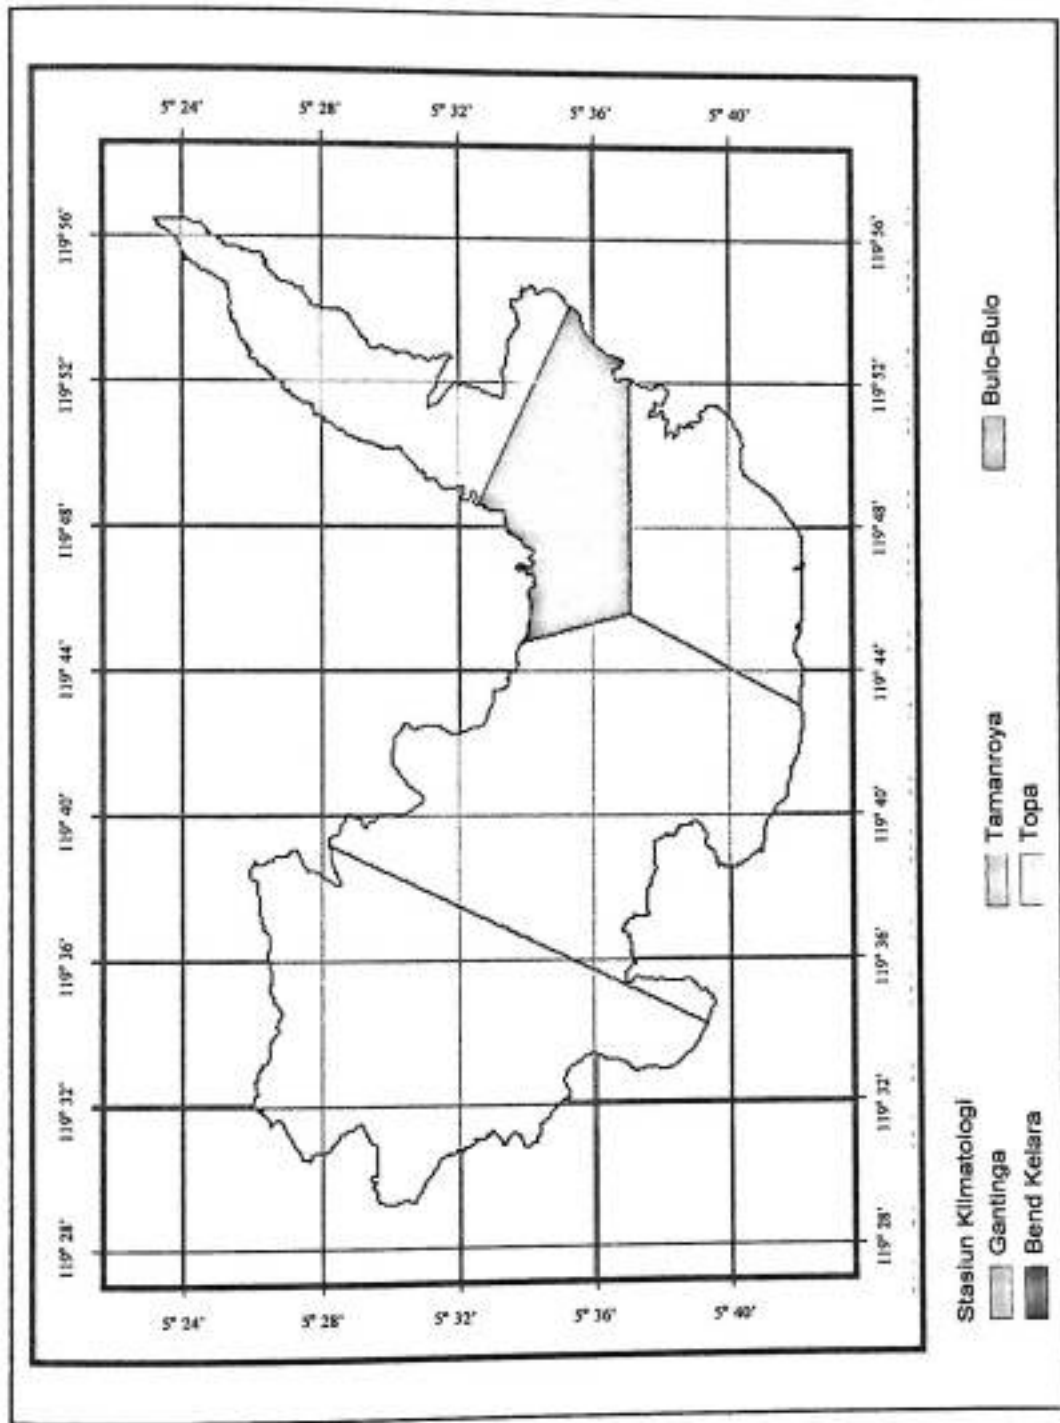 5° 24' 5° 28' 5° 32' 5° 36' 5° 40'
119° 28' 119° 32' 119° 36' 119° 40' 119° 44' 119° 48' 119° 52' 119° 56'
119° 28' 119° 32' 119° 36' 119° 40' 119° 44' 119° 48' 119° 52' 119° 56'
5° 24' 5° 28' 5° 32' 5° 36' 5° 40'
Stasiun Klimatologi
Gantinga
Bend Kelara
Tamanroya
Topa
Bulo-Bulo